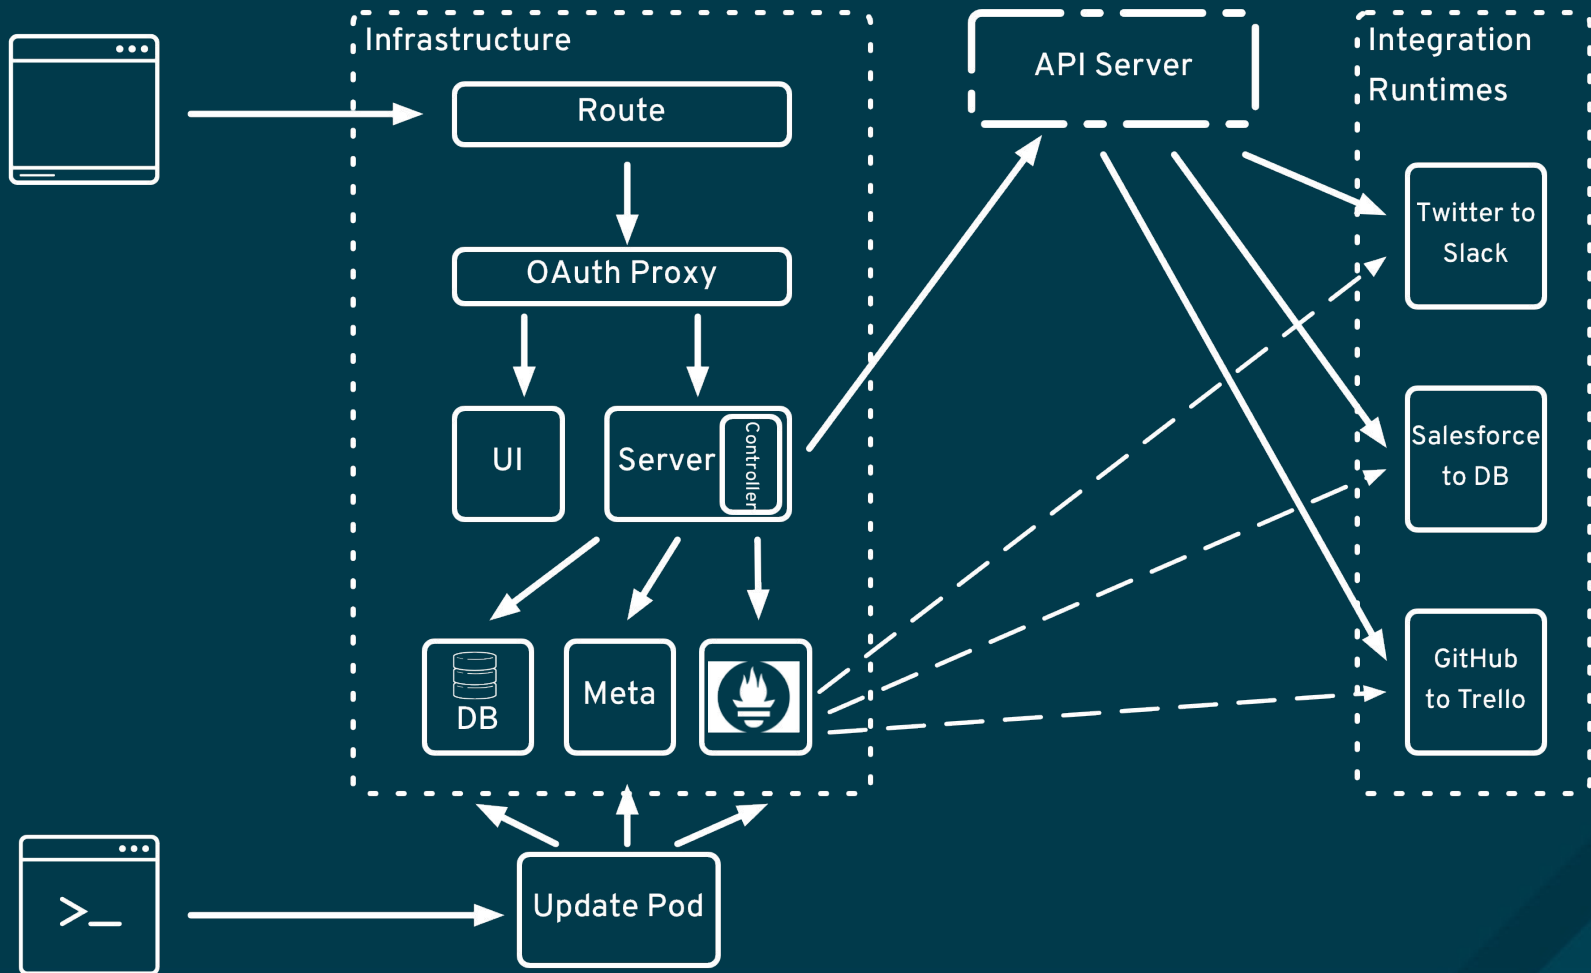 Infrastructure
Route
OAuth Proxy
UI
Server
Controller
DB
Meta
API Server
Integration
Runtimes
Twitter to
Slack
Salesforce
to DB
GitHub
to Trello
>_
Update Pod